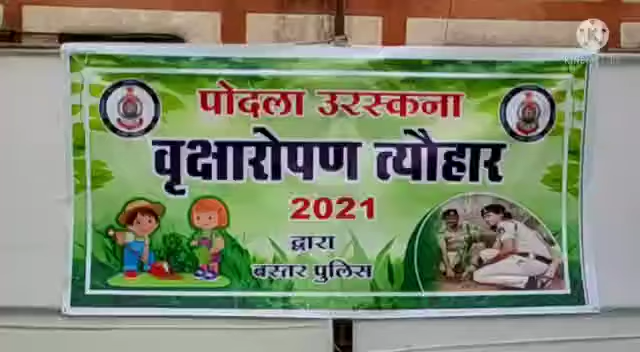 पोदला उरस्कना
वृक्षारोपण त्यौहार
2021
द्वारा
बस्तर पुलिस